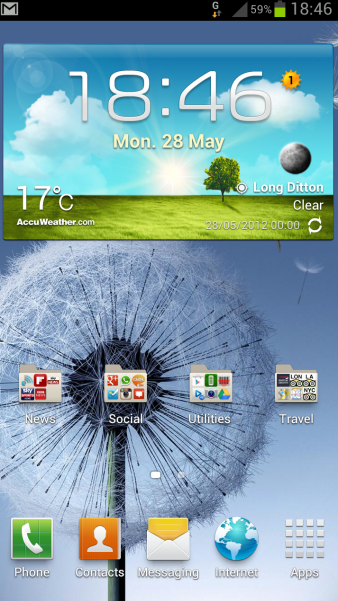 G 59% 18:46
18:46
1
Mon. 28 May
17°C
Long Ditton
AccuWeather.com
Clear
28/05/2012 00:00
LON LA
NYC
News Social Utilities Travel
Phone Contacts Messaging Internet Apps